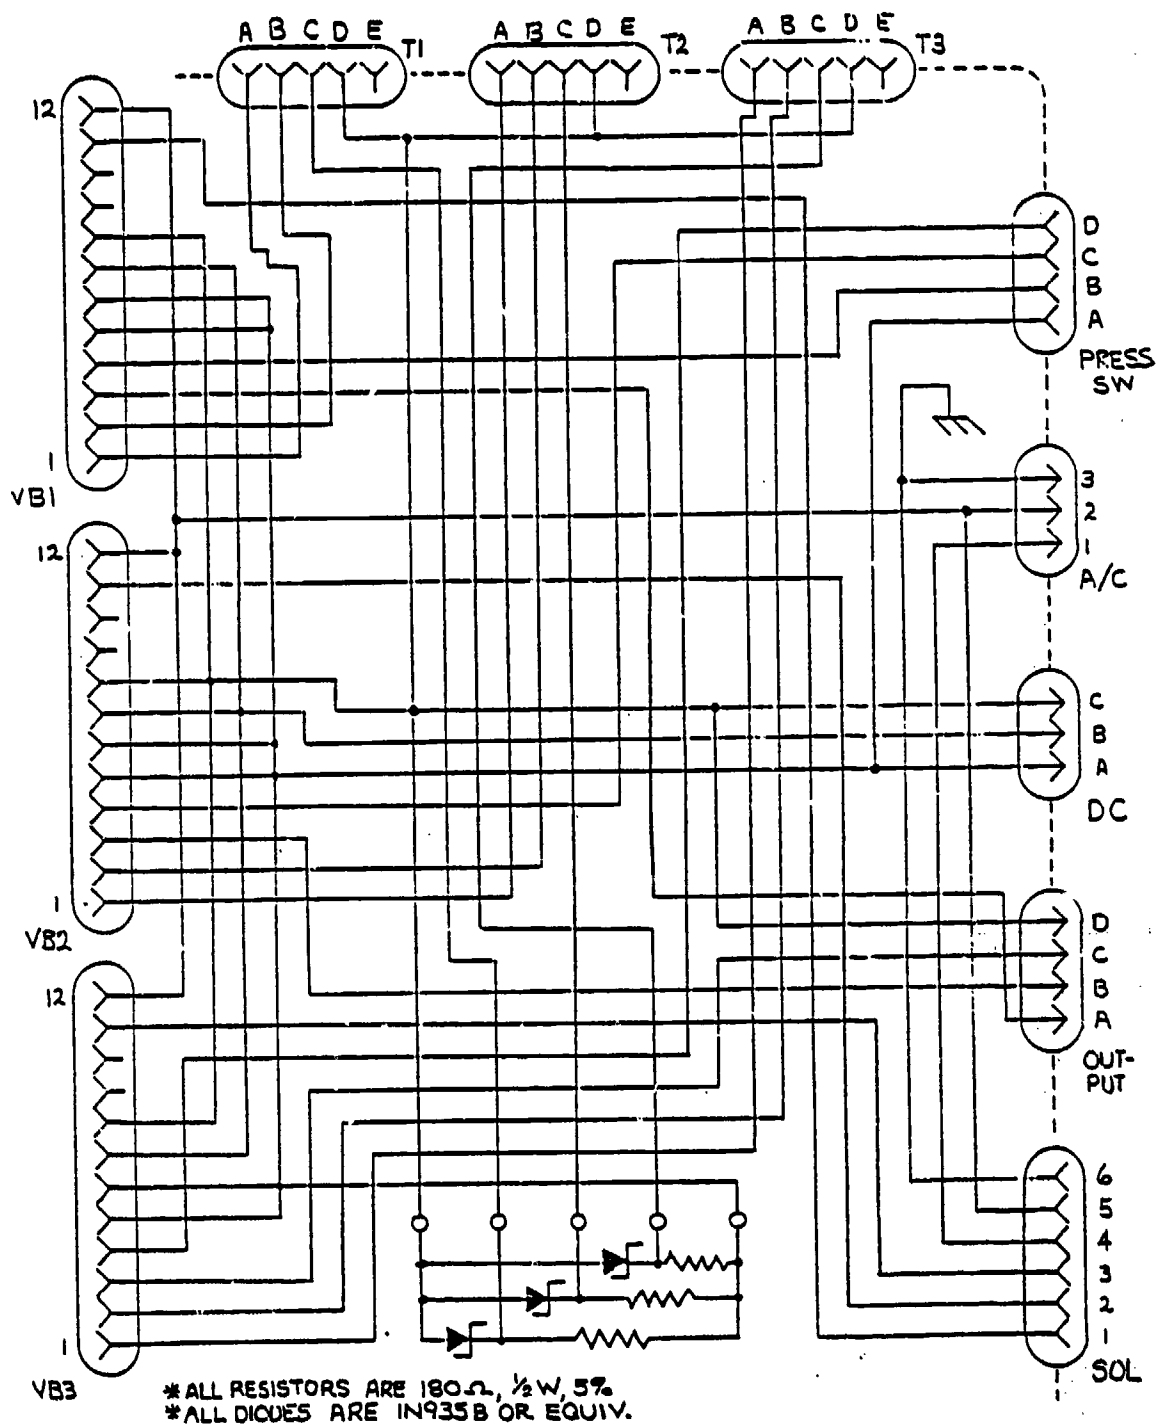 A B C D E T1
A B C D E T2
A B C D E T3
12
1
VB1
D
C
B
A
PRESS
SW
3
2
1
A/C
12
1
VB2
C
B
A
DC
D
C
B
A
OUT-
PUT
12
1
VB3
6
5
4
3
2
1
SOL
*ALL RESISTORS ARE 180Ω, 1/2 W, 5%
*ALL DIODES ARE IN935B OR EQUIV.